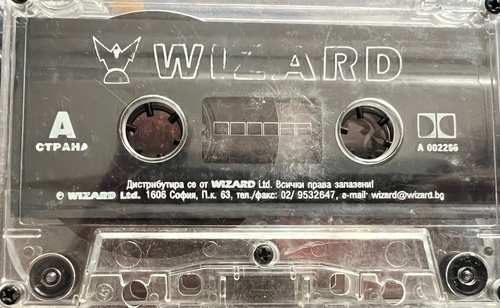 WIZARD
A
СТРАНА
A 002256
Дистрибутира се от WIZARD Ltd. Всички права запазени!
© WIZARD Ltd. 1606 София, П.к. 63, тел./факс: 02/ 9532647, e-mail: wizard@wizard.bg